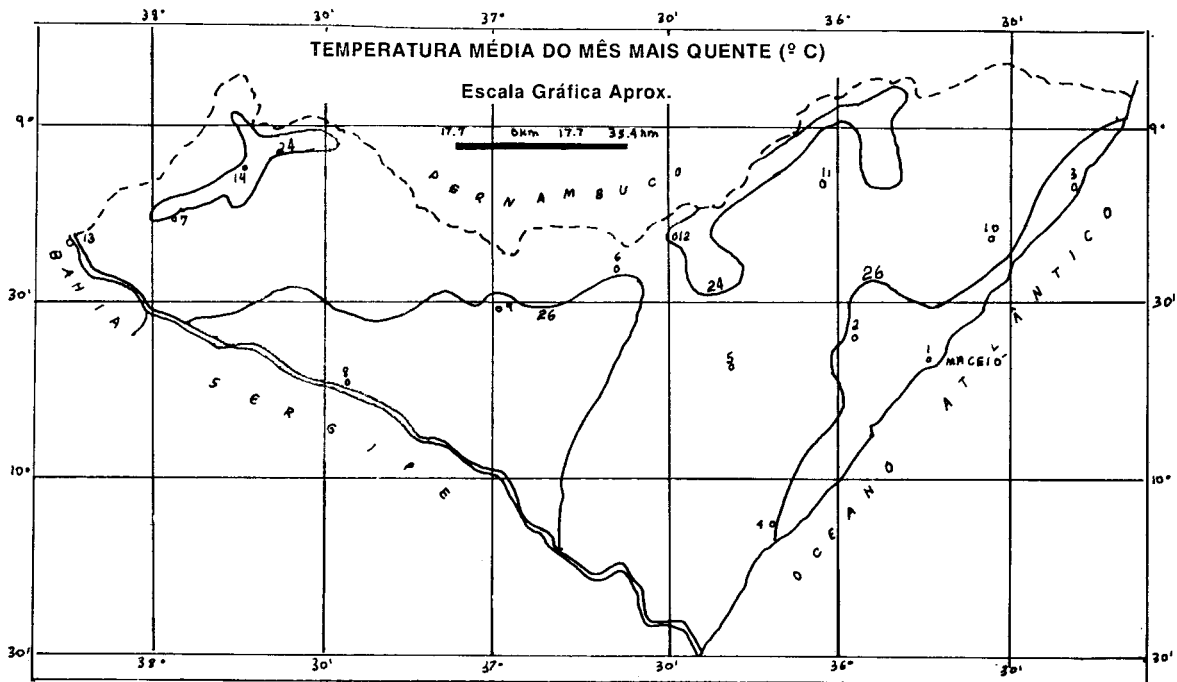 38° 30' 37° 30' 36° 30'
TEMPERATURA MÉDIA DO MÊS MAIS QUENTE (º C)
Escala Gráfica Aprox.
17.7 0km 17.7 35.4km
9° 9°
24
14
PERNAMBUCO
11
3
7
13
12
10
BAHIA
6
24
26
ATLÂNTICO
30' 30'
9
26
2
5
1
MACEIÓ
8
SERGIPE
10° 10°
4
OCEANO
30' 30'
38° 30' 37° 30' 36° 30'